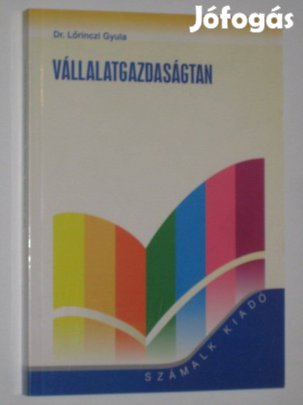 Jófogás
Dr. Lőrinczi Gyula
VÁLLALATGAZDASÁGTAN
SZÁMALK KIADÓ